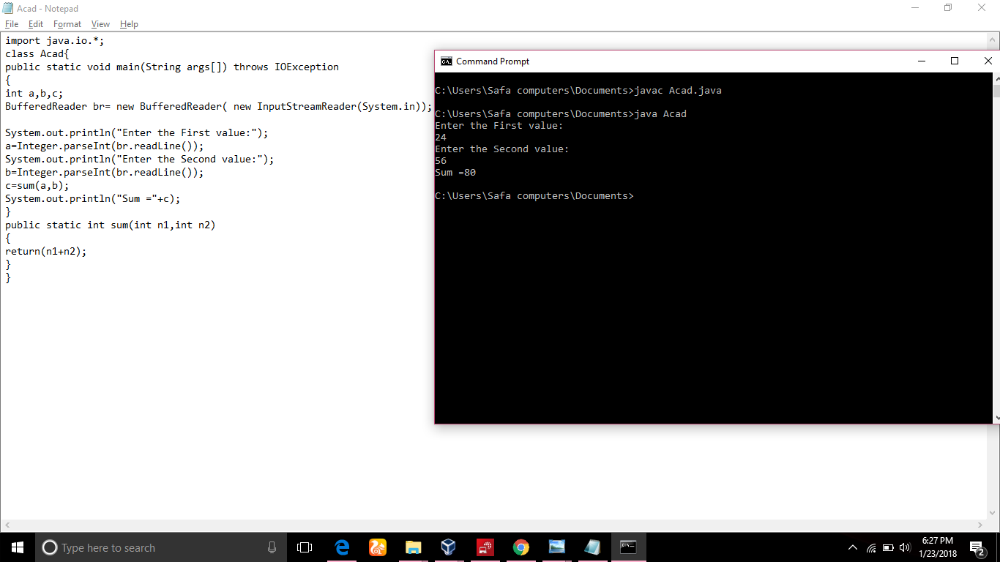 Acad - Notepad
File Edit Format View Help
import java.io.*;
class Acad{
public static void main(String args[]) throws IOException
{
int a,b,c;
BufferedReader br= new BufferedReader( new InputStreamReader(System.in));
System.out.println("Enter the First value:");
a=Integer.parseInt(br.readLine());
System.out.println("Enter the Second value:");
b=Integer.parseInt(br.readLine());
c=sum(a,b);
System.out.println("Sum ="+c);
}
public static int sum(int n1,int n2)
{
return(n1+n2);
}
}
Command Prompt
C:\Users\Safa computers\Documents>javac Acad.java
C:\Users\Safa computers\Documents>java Acad
Enter the First value:
24
Enter the Second value:
56
Sum =80
C:\Users\Safa computers\Documents>
Type here to search
6:27 PM
1/23/2018
2